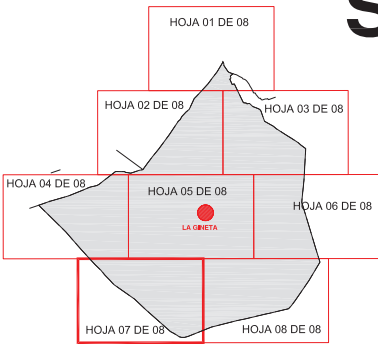 S
HOJA 01 DE 08
HOJA 02 DE 08
HOJA 03 DE 08
HOJA 04 DE 08
HOJA 05 DE 08
HOJA 06 DE 08
LA GINETA
HOJA 07 DE 08
HOJA 08 DE 08